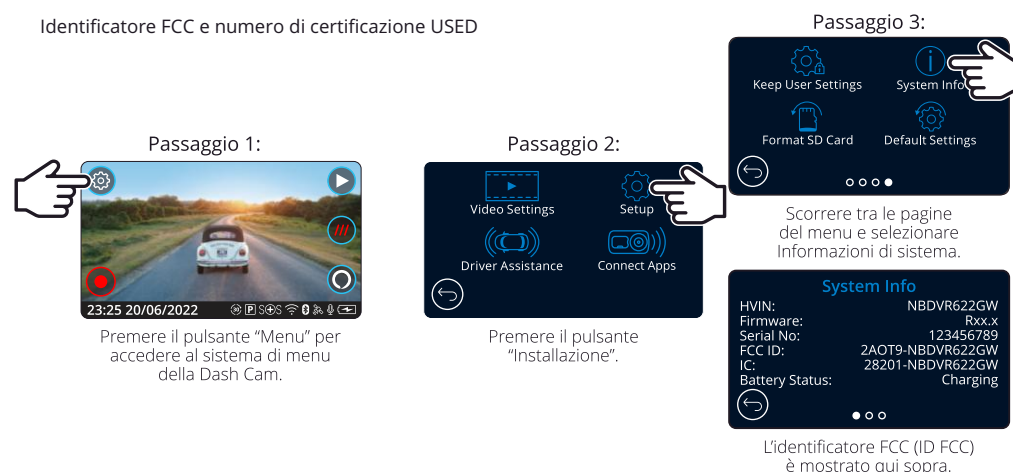 Identificatore FCC e numero di certificazione USED
Passaggio 1:
23:25 20/06/2022
P S S
Premere il pulsante “Menu” per
accedere al sistema di menu
della Dash Cam.
Passaggio 2:
Video Settings
Setup
Driver Assistance
Connect Apps
Premere il pulsante
“Installazione”.
Passaggio 3:
Keep User Settings
System Info
Format SD Card
Default Settings
Scorrere tra le pagine
del menu e selezionare
Informazioni di sistema.
System Info
HVIN: NBDVR622GW
Firmware: Rxx.x
Serial No: 123456789
FCC ID: 2AOT9-NBDVR622GW
IC: 28201-NBDVR622GW
Battery Status: Charging
L’identificatore FCC (ID FCC)
è mostrato qui sopra.